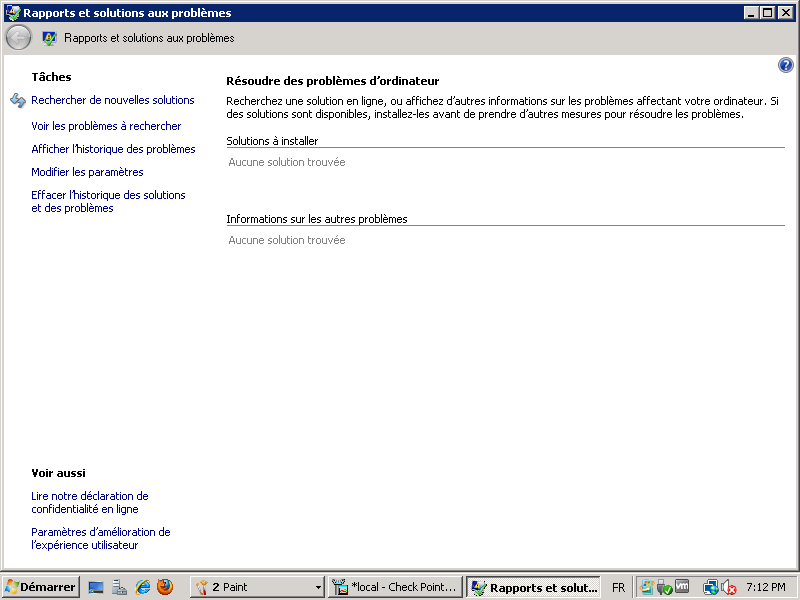 Rapports et solutions aux problèmes
Rapports et solutions aux problèmes
Tâches
Rechercher de nouvelles solutions
Voir les problèmes à rechercher
Afficher l'historique des problèmes
Modifier les paramètres
Effacer l'historique des solutions
et des problèmes
Résoudre des problèmes d'ordinateur
Recherchez une solution en ligne, ou affichez d'autres informations sur les problèmes affectant votre ordinateur. Si
des solutions sont disponibles, installez-les avant de prendre d'autres mesures pour résoudre les problèmes.
Solutions à installer
Aucune solution trouvée
Informations sur les autres problèmes
Aucune solution trouvée
Voir aussi
Lire notre déclaration de
confidentialité en ligne
Paramètres d'amélioration de
l'expérience utilisateur
Démarrer
2 Paint
*local - Check Point...
Rapports et solut...
FR
7:12 PM